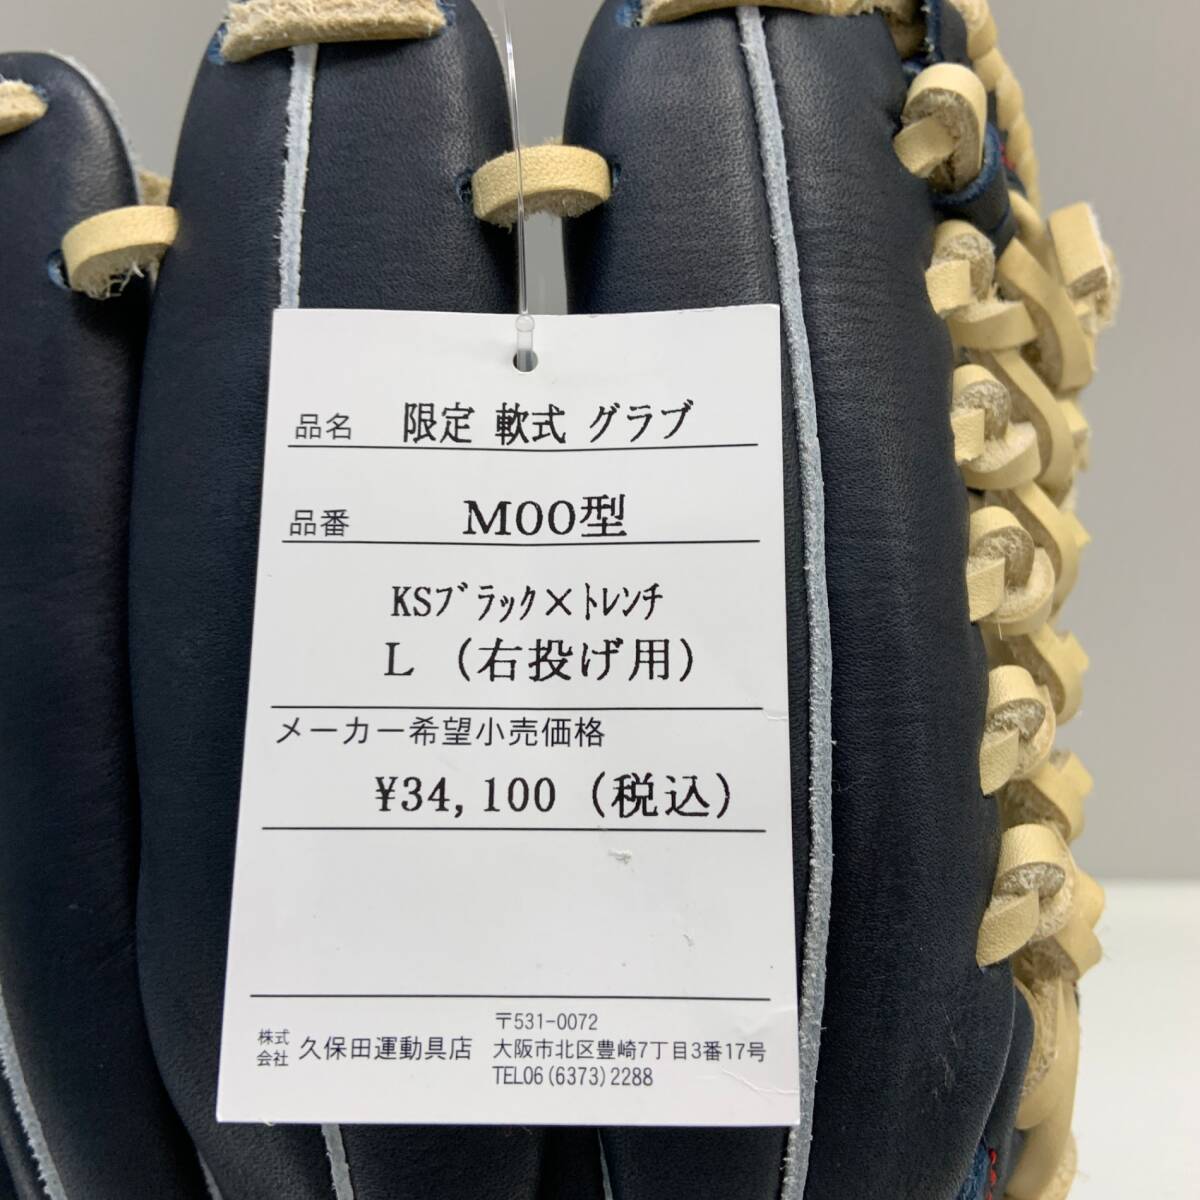 品名 限定 軟式 グラブ
品番 M00型
KSﾌﾞﾗｯｸ×ﾄﾚﾝﾁ
L (右投げ用)
メーカー希望小売価格
¥34,100 (税込)
株式会社 久保田運動具店
〒531-0072
大阪市北区豊崎7丁目3番17号
TEL06(6373)2288